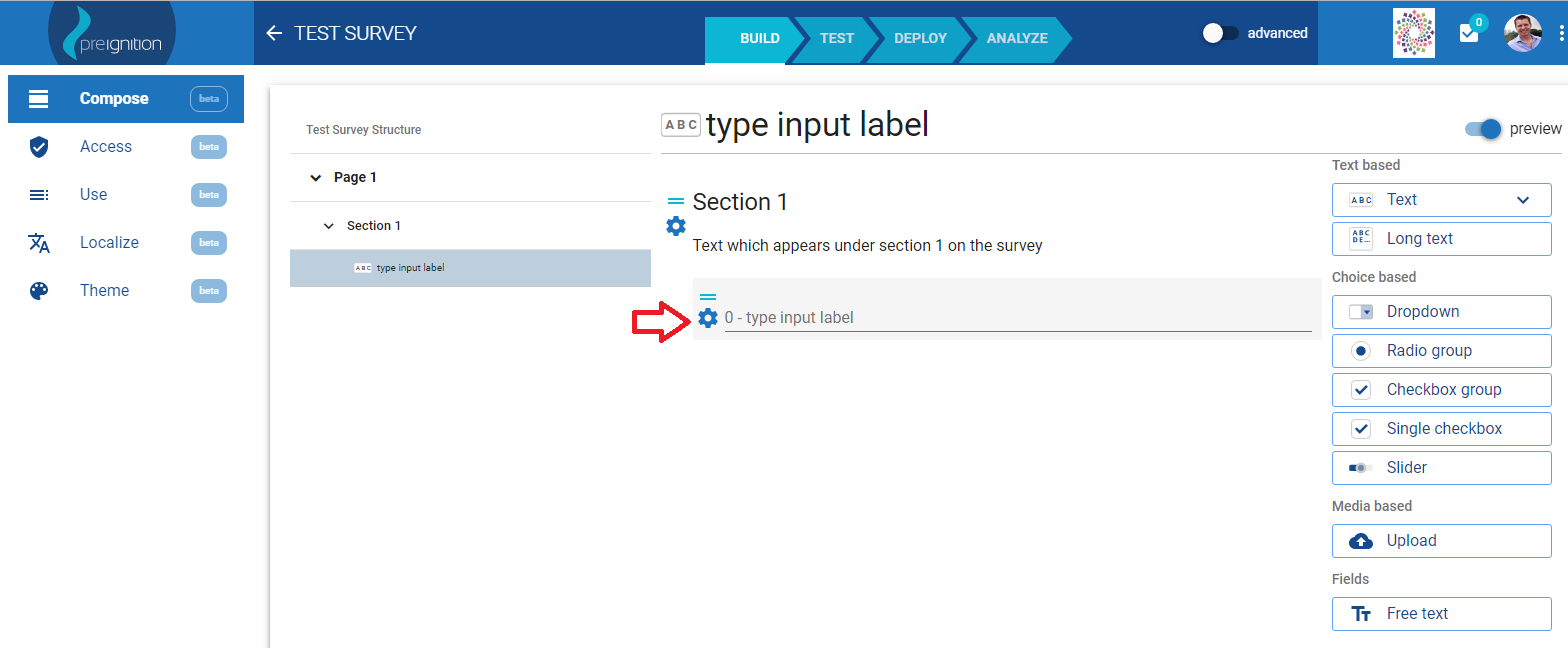 preignition
TEST SURVEY
BUILD
TEST
DEPLOY
ANALYZE
advanced
0
Compose
beta
Access
beta
Use
beta
Localize
beta
Theme
beta
Test Survey Structure
Page 1
Section 1
ABC type input label
ABC type input label
preview
Section 1
Text which appears under section 1 on the survey
0 - type input label
Text based
ABC Text
ABC
DE...
Long text
Choice based
Dropdown
Radio group
Checkbox group
Single checkbox
Slider
Media based
Upload
Fields
TT Free text